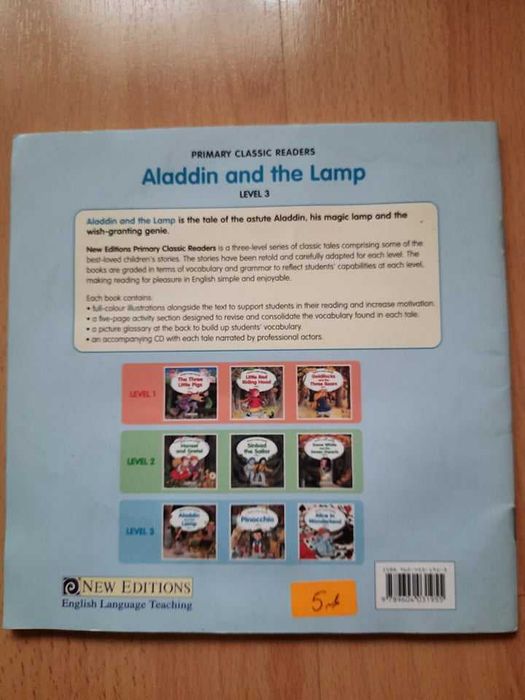 PRIMARY CLASSIC READERS
Aladdin and the Lamp
LEVEL 3
Aladdin and the Lamp is the tale of the astute Aladdin, his magic lamp and the
wish-granting genie.
New Editions Primary Classic Readers is a three-level series of classic tales comprising some of the
best-loved children's stories. The stories have been retold and carefully adapted for each level. The
books are graded in terms of vocabulary and grammar to reflect students' capabilities at each level,
making reading for pleasure in English simple and enjoyable.
Each book contains
• full-colour illustrations alongside the text to support students in their reading and increase motivation.
• a five-page activity section designed to revise and consolidate the vocabulary found in each tale.
• a picture glossary at the back to build up students' vocabulary.
• an accompanying CD with each tale narrated by professional actors.
LEVEL 1
The Three
Little Pigs
Little Red
Riding Hood
Goldilocks
and the
Three Bears
LEVEL 2
Hansel
and Gretel
Sinbad
the Sailor
Snow White
and the
Seven Dwarfs
LEVEL 3
Aladdin
and the
Lamp
Pinocchio
Alice in
Wonderland
NEW EDITIONS
English Language Teaching
5
9 789604 031955